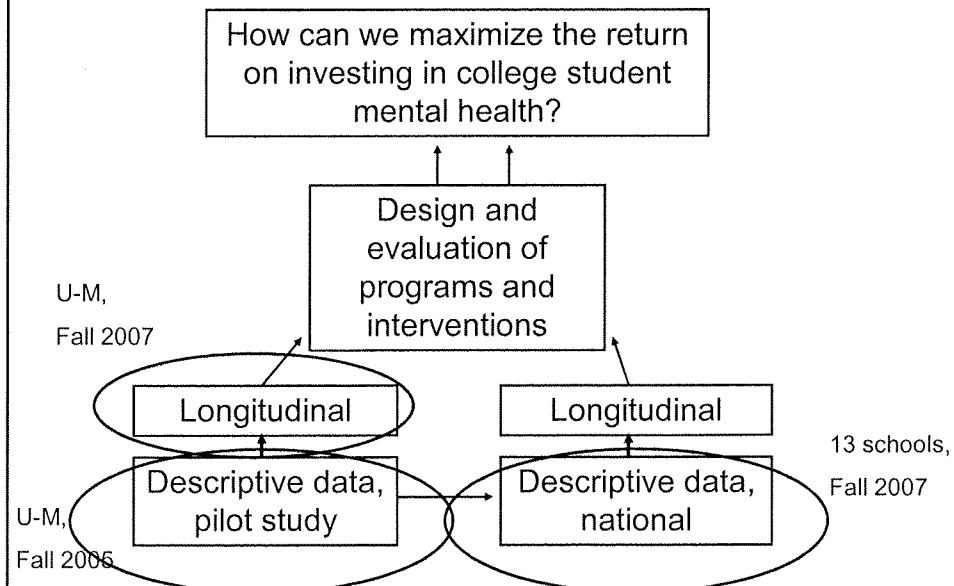 How can we maximize the return
on investing in college student
mental health?
Design and
evaluation of
programs and
interventions
U-M,
Fall 2007
Longitudinal
Longitudinal
13 schools,
Fall 2007
Descriptive data,
pilot study
Descriptive data,
national
U-M,
Fall 2005